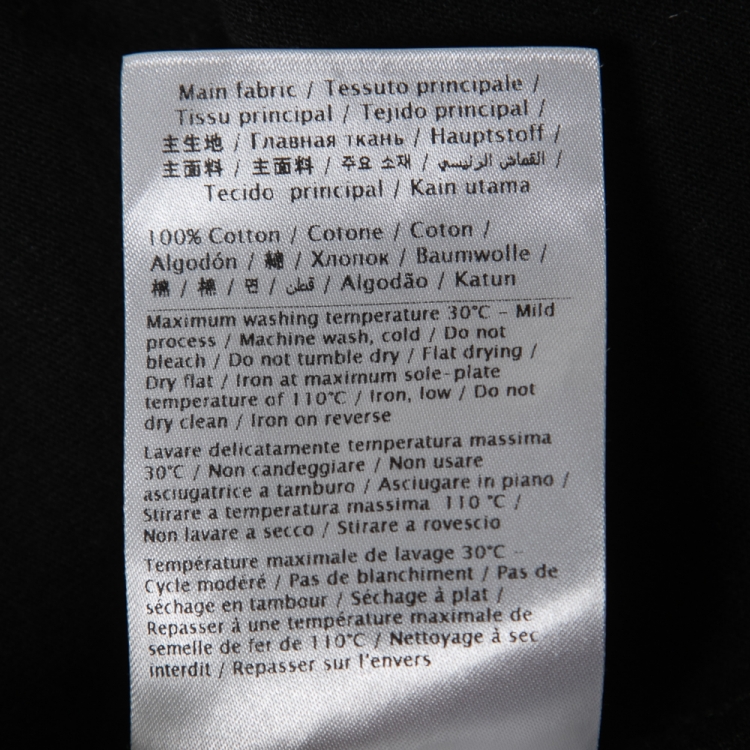 Main fabric / Tessuto principale /
Tissu principal / Tejido principal /
主生地 / Главная ткань / Hauptstoff /
主面料 / 主面料 / 주요 소재 / القماش الرئيسي /
Tecido principal / Kain utama
100% Cotton / Cotone / Coton /
Algodón / 綿 / Хлопок / Baumwolle /
棉 / 棉 / 면 / قطن / Algodão / Katun
Maximum washing temperature 30°C - Mild
process / Machine wash, cold / Do not
bleach / Do not tumble dry / Flat drying /
Dry flat / Iron at maximum sole-plate
temperature of 110°C / Iron, low / Do not
dry clean / Iron on reverse
Lavare delicatamente temperatura massima
30°C / Non candeggiare / Non usare
asciugatrice a tamburo / Asciugare in piano /
Stirare a temperatura massima 110 °C /
Non lavare a secco / Stirare a rovescio
Température maximale de lavage 30°C -
Cycle modéré / Pas de blanchiment / Pas de
séchage en tambour / Séchage à plat /
Repasser à une température maximale de
semelle de fer de 110°C / Nettoyage à sec
interdit / Repasser sur l'envers